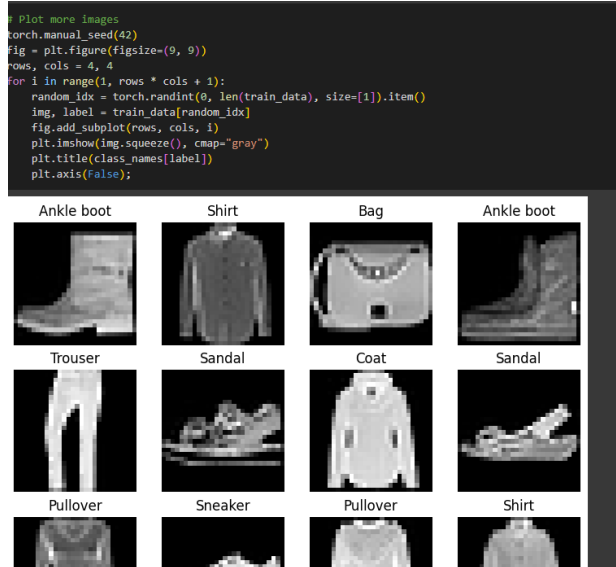 # Plot more images
torch.manual_seed(42)
fig = plt.figure(figsize=(9, 9))
rows, cols = 4, 4
for i in range(1, rows * cols + 1):
    random_idx = torch.randint(0, len(train_data), size=[1]).item()
    img, label = train_data[random_idx]
    fig.add_subplot(rows, cols, i)
    plt.imshow(img.squeeze(), cmap="gray")
    plt.title(class_names[label])
    plt.axis(False);
Ankle boot Shirt Bag Ankle boot
Trouser Sandal Coat Sandal
Pullover Sneaker Pullover Shirt